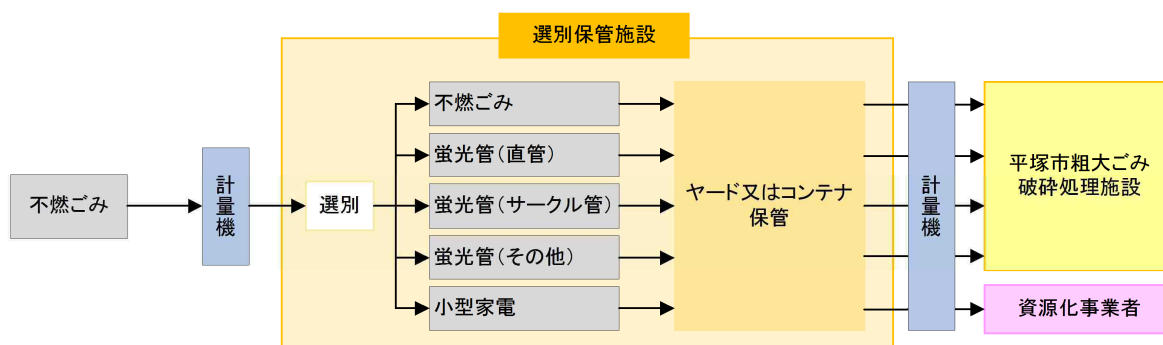 選別保管施設
不燃ごみ
計量機
選別
不燃ごみ
蛍光管(直管)
蛍光管(サークル管)
蛍光管(その他)
小型家電
ヤード又はコンテナ
保管
計量機
平塚市粗大ごみ
破砕処理施設
資源化事業者